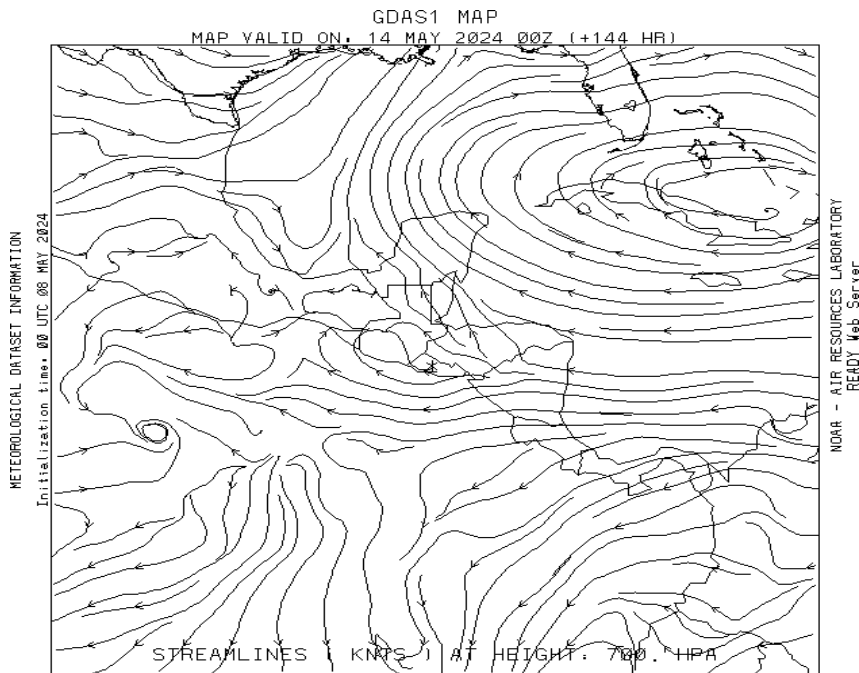 GDAS1 MAP
MAP VALID ON: 14 MAY 2024 00Z (+144 HR)
METEOROLOGICAL DATASET INFORMATION
Initialization time: 00 UTC 08 MAY 2024
NOAA - AIR RESOURCES LABORATORY
READY Web Server
STREAMLINES ( KNTS ) AT HEIGHT: 700. HPA